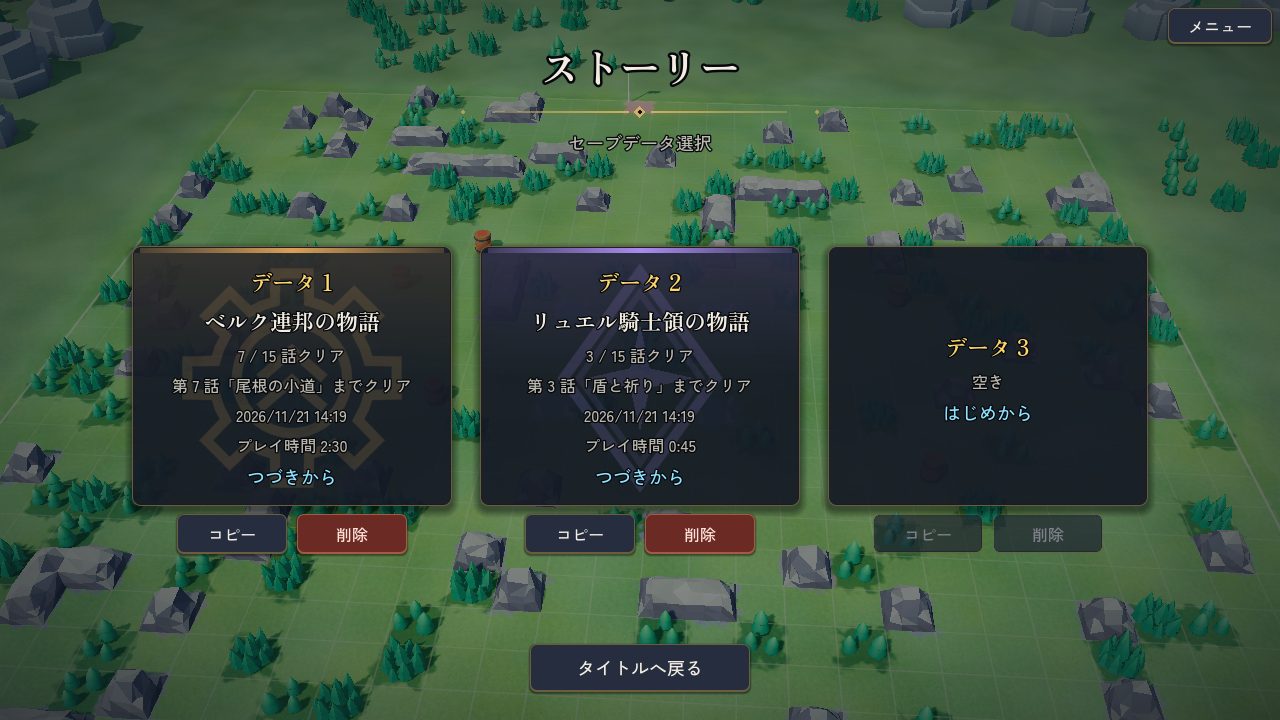 メニュー
ストーリー
セーブデータ選択
データ 1
ベルク連邦の物語
7 / 15 話クリア
第 7 話「尾根の小道」までクリア
2026/11/21 14:19
プレイ時間 2:30
つづきから
コピー
削除
データ 2
リュエル騎士領の物語
3 / 15 話クリア
第 3 話「盾と祈り」までクリア
2026/11/21 14:19
プレイ時間 0:45
つづきから
コピー
削除
データ 3
空き
はじめから
コピー
削除
タイトルへ戻る